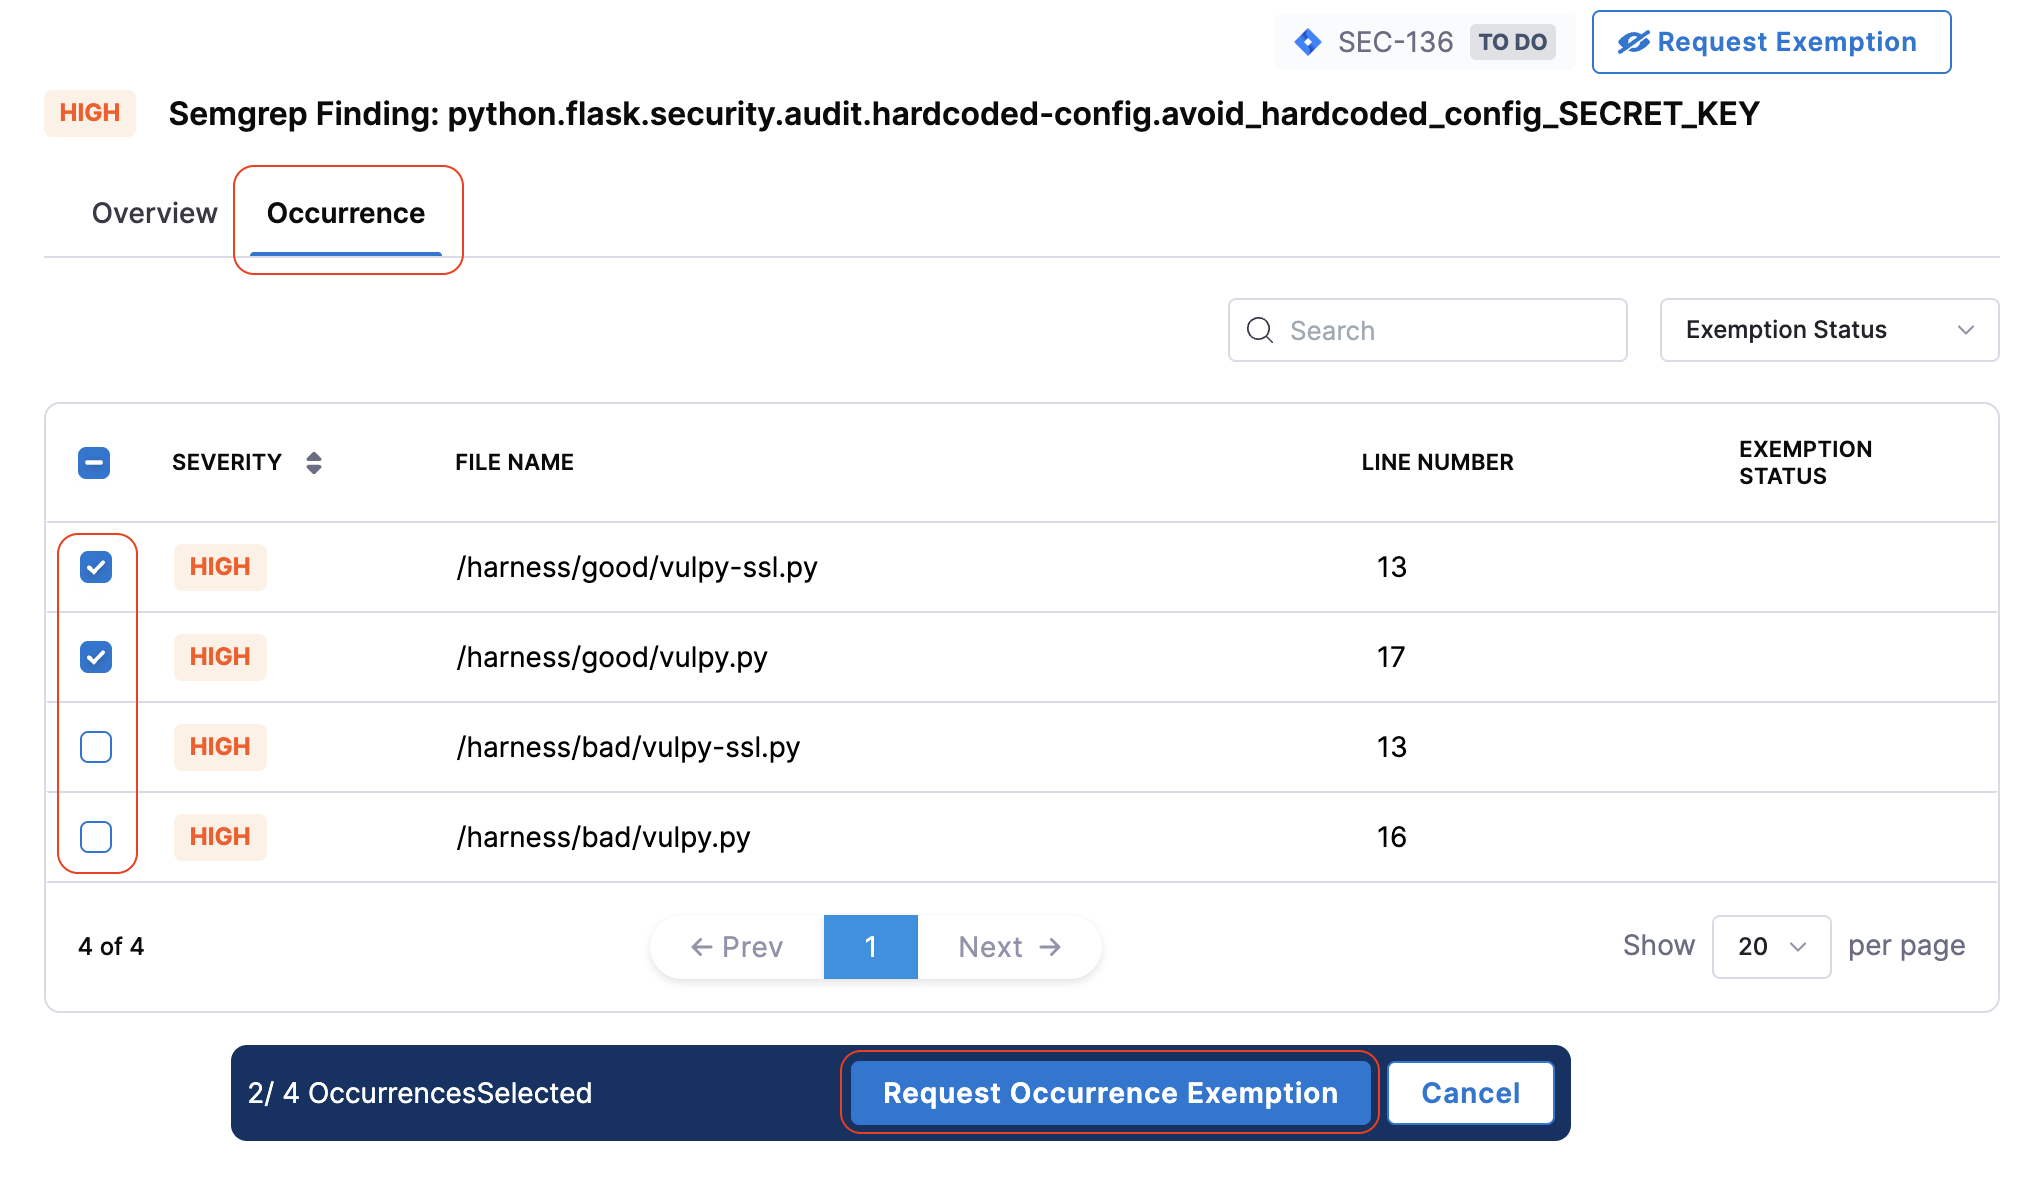 SEC-136 TO DO Request Exemption
HIGH Semgrep Finding: python.flask.security.audit.hardcoded-config.avoid_hardcoded_config_SECRET_KEY
Overview Occurrence
Search Exemption Status
SEVERITY FILE NAME LINE NUMBER EXEMPTION STATUS
HIGH /harness/good/vulpy-ssl.py 13
HIGH /harness/good/vulpy.py 17
HIGH /harness/bad/vulpy-ssl.py 13
HIGH /harness/bad/vulpy.py 16
4 of 4 ← Prev 1 Next → Show 20 per page
2/ 4 OccurrencesSelected Request Occurrence Exemption Cancel